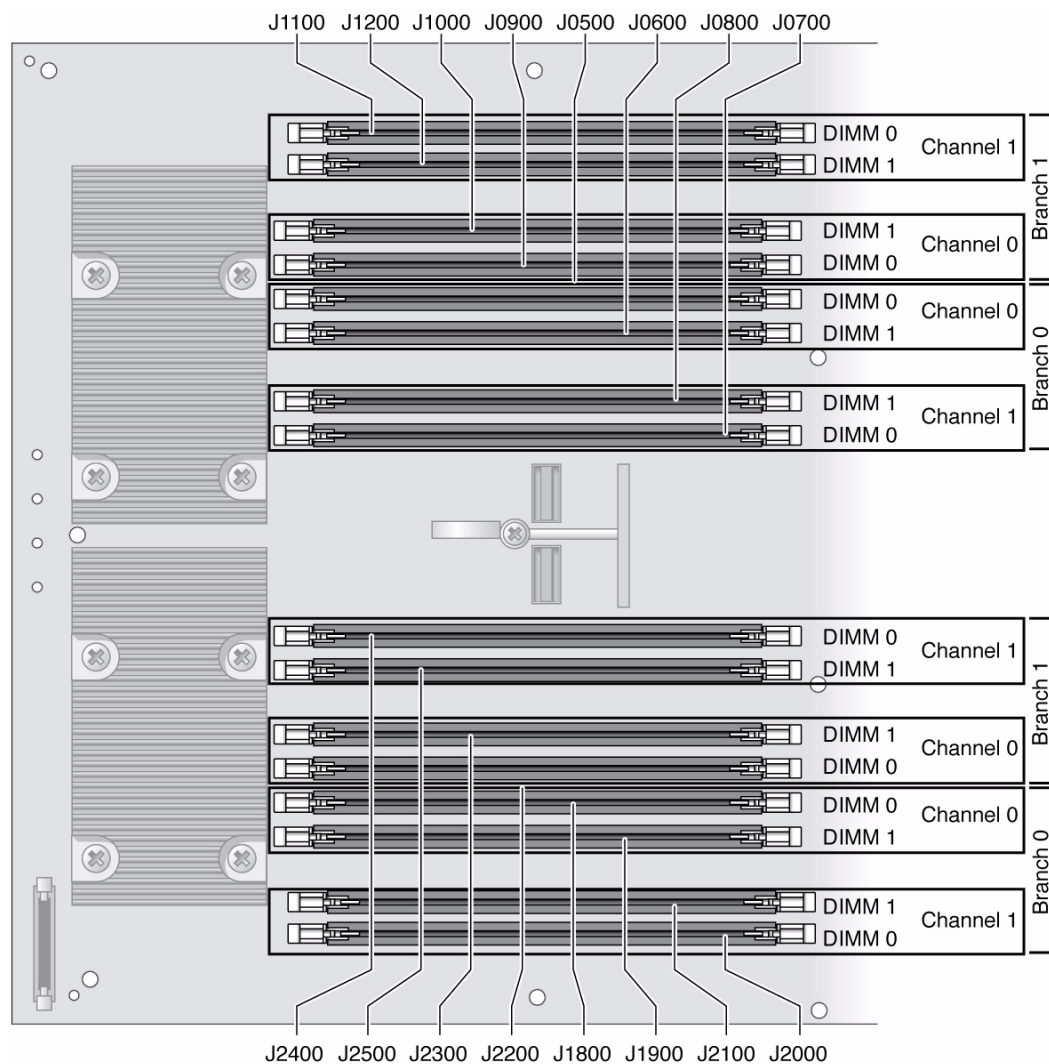 J1100 J1200 J1000 J0900 J0500 J0600 J0800 J0700
DIMM 0
DIMM 1
Channel 1
DIMM 1
DIMM 0
Channel 0
Branch 1
DIMM 0
DIMM 1
Channel 0
DIMM 1
DIMM 0
Channel 1
Branch 0
DIMM 0
DIMM 1
Channel 1
DIMM 1
DIMM 0
Channel 0
Branch 1
DIMM 0
DIMM 1
Channel 0
DIMM 1
DIMM 0
Channel 1
Branch 0
J2400 J2500 J2300 J2200 J1800 J1900 J2100 J2000